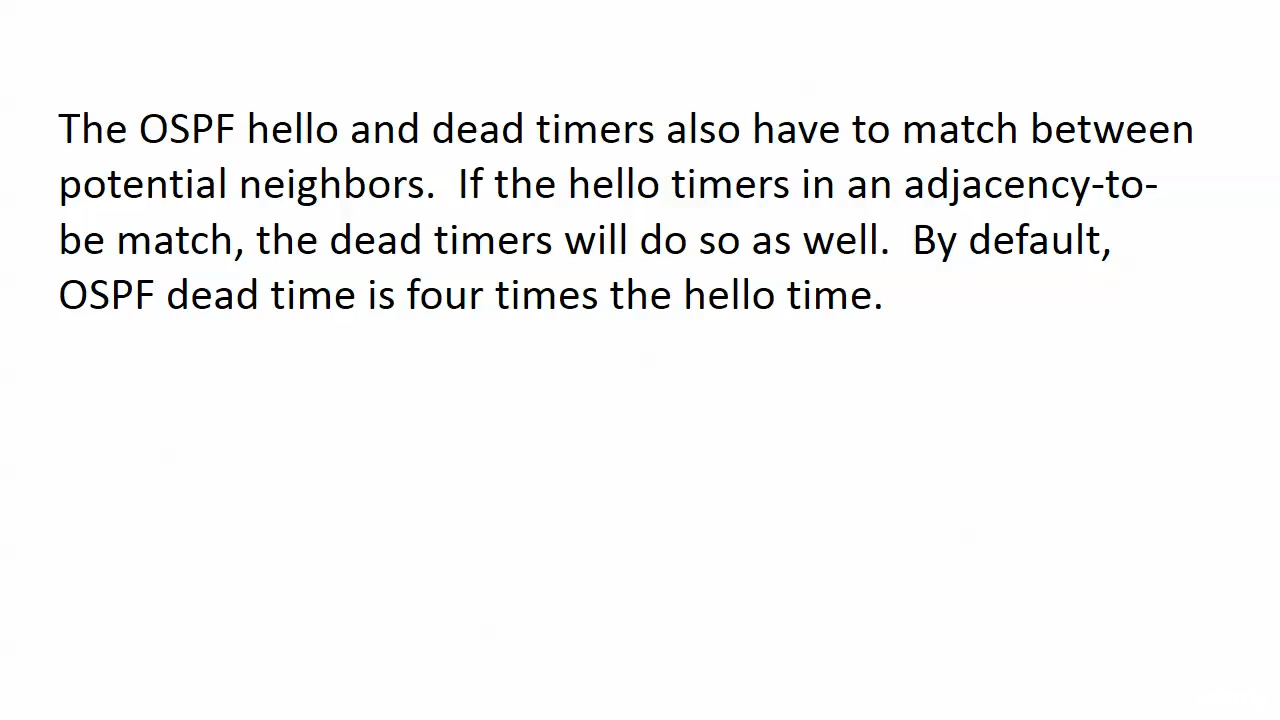 The OSPF hello and dead timers also have to match between
potential neighbors.  If the hello timers in an adjacency-to-
be match, the dead timers will do so as well.  By default,
OSPF dead time is four times the hello time.